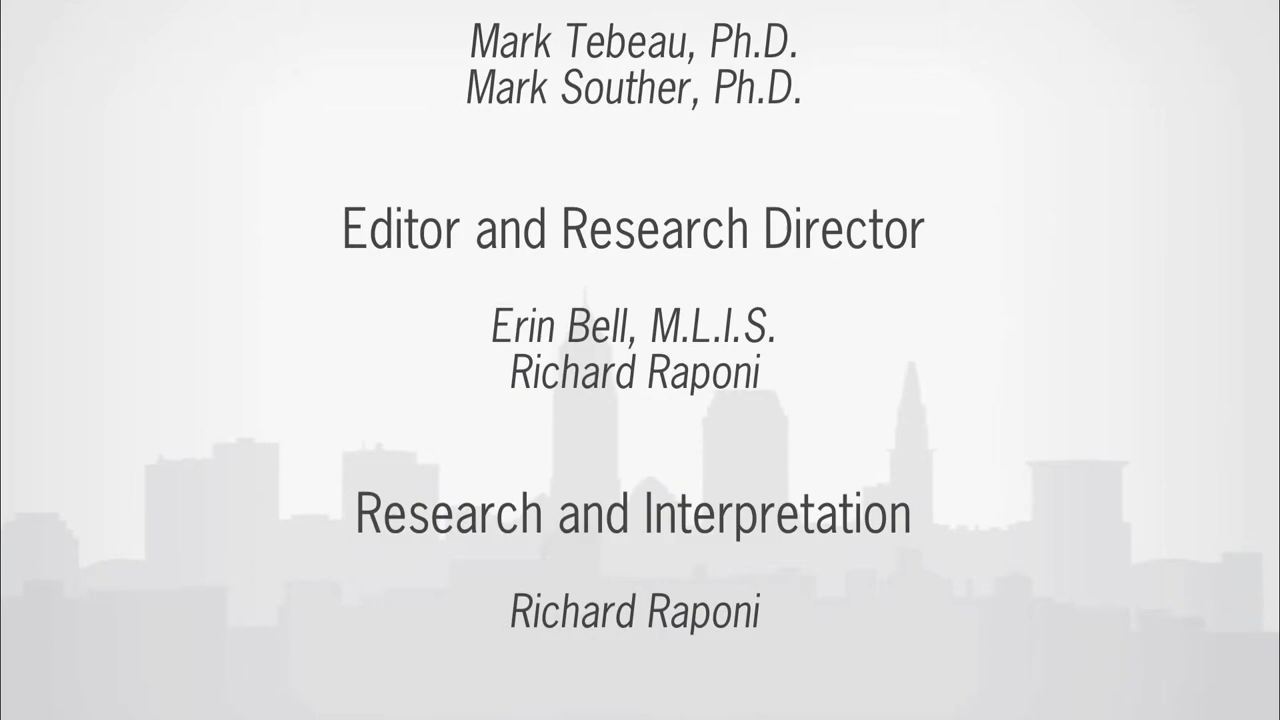 Mark Tebeau, Ph.D.
Mark Souther, Ph.D.
Editor and Research Director
Erin Bell, M.L.I.S.
Richard Raponi
Research and Interpretation
Richard Raponi